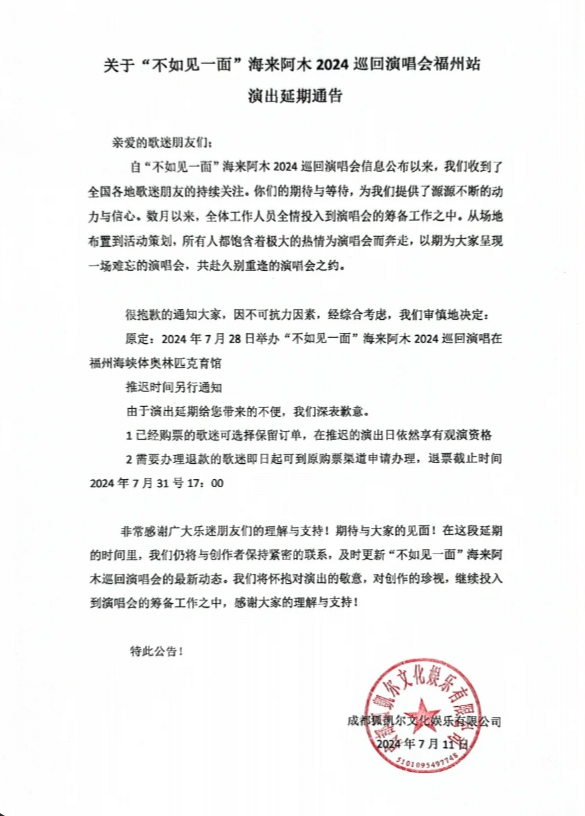 关于“不如见一面”海来阿木 2024 巡回演唱会福州站
演出延期通告
亲爱的歌迷朋友们：
自“不如见一面”海来阿木 2024 巡回演唱会信息公布以来，我们收到了
全国各地歌迷朋友的持续关注。你们的期待与等待，为我们提供了源源不断的动
力与信心。数月以来，全体工作人员全情投入到演唱会的筹备工作之中。从场地
布置到活动策划，所有人都饱含着极大的热情为演唱会而奔走，以期为大家呈现
一场难忘的演唱会，共赴久别重逢的演唱会之约。
很抱歉的通知大家，因不可抗力因素，经综合考虑，我们审慎地决定：
原定：2024 年 7 月 28 日举办“不如见一面”海来阿木 2024 巡回演唱在
福州海峡体奥林匹克育馆
推迟时间另行通知
由于演出延期给您带来的不便，我们深表歉意。
1 已经购票的歌迷可选择保留订单，在推迟的演出日依然享有观演资格
2 需要办理退款的歌迷即日起可到原购票渠道申请办理，退票截止时间
2024 年 7 月 31 号 17：00
非常感谢广大乐迷朋友们的理解与支持！期待与大家的见面！在这段延期
的时间里，我们仍将与创作者保持紧密的联系，及时更新“不如见一面”海来阿
木巡回演唱会的最新动态。我们将怀抱对演出的敬意，对创作的珍视，继续投入
到演唱会的筹备工作之中，感谢大家的理解与支持！
特此公告！
成都狐凯尔文化娱乐有限公司
2024 年 7 月 11 日
5101095497748